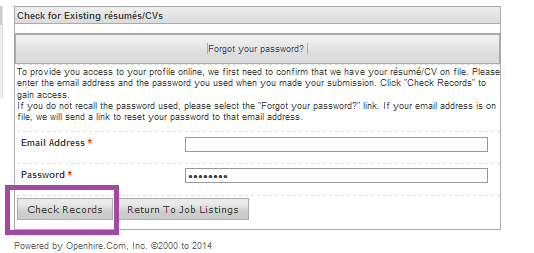 Check for Existing résumés/CVs
|Forgot your password? |
To provide you access to your profile online, we first need to confirm that we have your résumé/CV on file. Please
enter the email address and the password you used when you made your submission. Click "Check Records" to
gain access.
If you do not recall the password used, please select the "Forgot your password?" link. If your email address is on
file, we will send a link to reset your password to that email address.
Email Address *
Password * ••••••••
Check Records Return To Job Listings
Powered by Openhire.Com, Inc. ©2000 to 2014